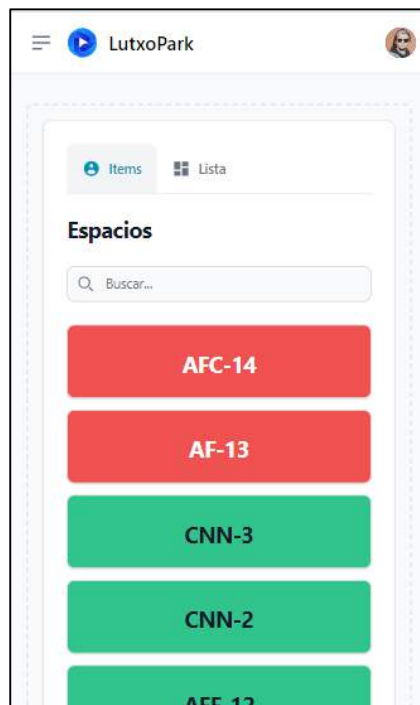 LutxoPark
Items Lista
Espacios
Buscar...
AFC-14
AF-13
CNN-3
CNN-2